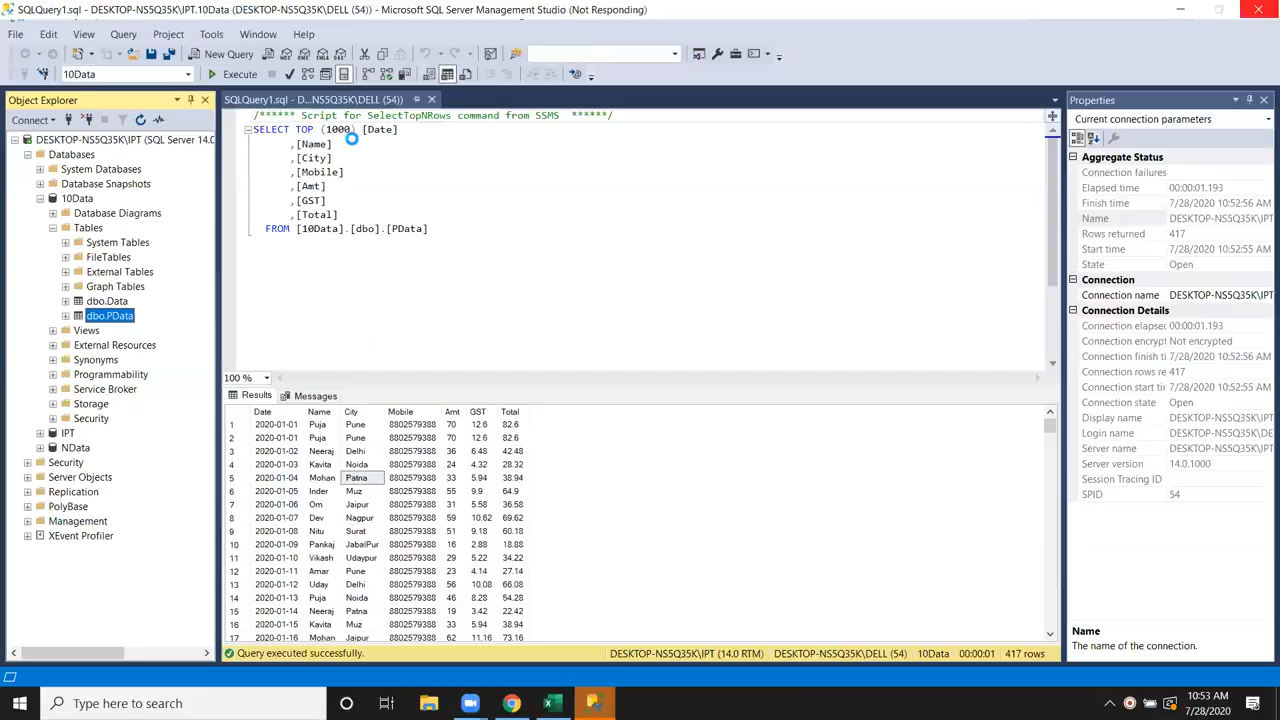 SQLQuery1.sql - DESKTOP-NS5Q35K\IPT.10Data (DESKTOP-NS5Q35K\DELL (54)) - Microsoft SQL Server Management Studio (Not Responding)
File Edit View Query Project Tools Window Help
New Query
10Data Execute
Object Explorer
Connect
DESKTOP-NS5Q35K\IPT (SQL Server 14.0
Databases
System Databases
Database Snapshots
10Data
Database Diagrams
Tables
System Tables
FileTables
External Tables
Graph Tables
dbo.Data
dbo.PData
Views
External Resources
Synonyms
Programmability
Service Broker
Storage
Security
IPT
NData
Security
Server Objects
Replication
PolyBase
Management
XEvent Profiler
SQLQuery1.sql - D...NS5Q35K\DELL (54))
/****** Script for SelectTopNRows command from SSMS ******/
SELECT TOP (1000) [Date]
,[Name]
,[City]
,[Mobile]
,[Amt]
,[GST]
,[Total]
FROM [10Data].[dbo].[PData]
100 %
Results Messages
Date Name City Mobile Amt GST Total
1 2020-01-01 Puja Pune 8802579388 70 12.6 82.6
2 2020-01-01 Puja Pune 8802579388 70 12.6 82.6
3 2020-01-02 Neeraj Delhi 8802579388 36 6.48 42.48
4 2020-01-03 Kavita Noida 8802579388 24 4.32 28.32
5 2020-01-04 Mohan Patna 8802579388 33 5.94 38.94
6 2020-01-05 Inder Muz 8802579388 55 9.9 64.9
7 2020-01-06 Om Jaipur 8802579388 31 5.58 36.58
8 2020-01-07 Dev Nagpur 8802579388 59 10.62 69.62
9 2020-01-08 Nitu Surat 8802579388 51 9.18 60.18
10 2020-01-09 Pankaj JabalPur 8802579388 16 2.88 18.88
11 2020-01-10 Vikash Udaypur 8802579388 29 5.22 34.22
12 2020-01-11 Amar Pune 8802579388 23 4.14 27.14
13 2020-01-12 Uday Delhi 8802579388 56 10.08 66.08
14 2020-01-13 Puja Noida 8802579388 46 8.28 54.28
15 2020-01-14 Neeraj Patna 8802579388 19 3.42 22.42
16 2020-01-15 Kavita Muz 8802579388 33 5.94 38.94
17 2020-01-16 Mohan Jaipur 8802579388 62 11.16 73.16
Query executed successfully. DESKTOP-NS5Q35K\IPT (14.0 RTM) DESKTOP-NS5Q35K\DELL (54) 10Data 00:00:01 417 rows
Properties
Current connection parameters
Aggregate Status
Connection failures
Elapsed time 00:00:01.193
Finish time 7/28/2020 10:52:56 AM
Name DESKTOP-NS5Q35K\IPT
Rows returned 417
Start time 7/28/2020 10:52:55 AM
State Open
Connection
Connection name DESKTOP-NS5Q35K\IPT
Connection Details
Connection elapse 00:00:01.193
Connection encryp Not encrypted
Connection finish ti 7/28/2020 10:52:56 AM
Connection rows re 417
Connection start tir 7/28/2020 10:52:55 AM
Connection state Open
Display name DESKTOP-NS5Q35K\IPT
Login name DESKTOP-NS5Q35K\DE
Server name DESKTOP-NS5Q35K\IPT
Server version 14.0.1000
Session Tracing ID
SPID 54
Name
The name of the connection.
Type here to search
10:53 AM
7/28/2020